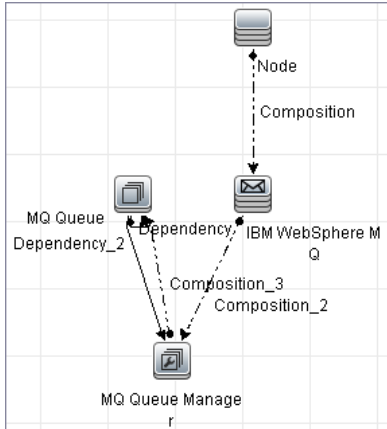 Node
Composition
MQ Queue
Dependency
IBM WebSphere M
Q
Dependency_2
Composition_3
Composition_2
MQ Queue Manage
r